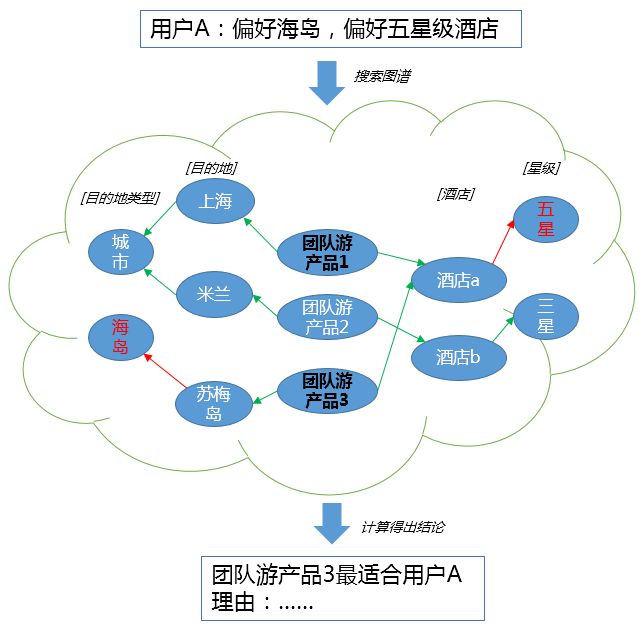 用户A：偏好海岛，偏好五星级酒店
搜索图谱
[目的地]
[星级]
[目的地类型]
[酒店]
上海
五
星
城
市
团队游
产品1
酒店a
米兰
团队游
产品2
三
星
海
岛
酒店b
苏梅
岛
团队游
产品3
计算得出结论
团队游产品3最适合用户A
理由：……